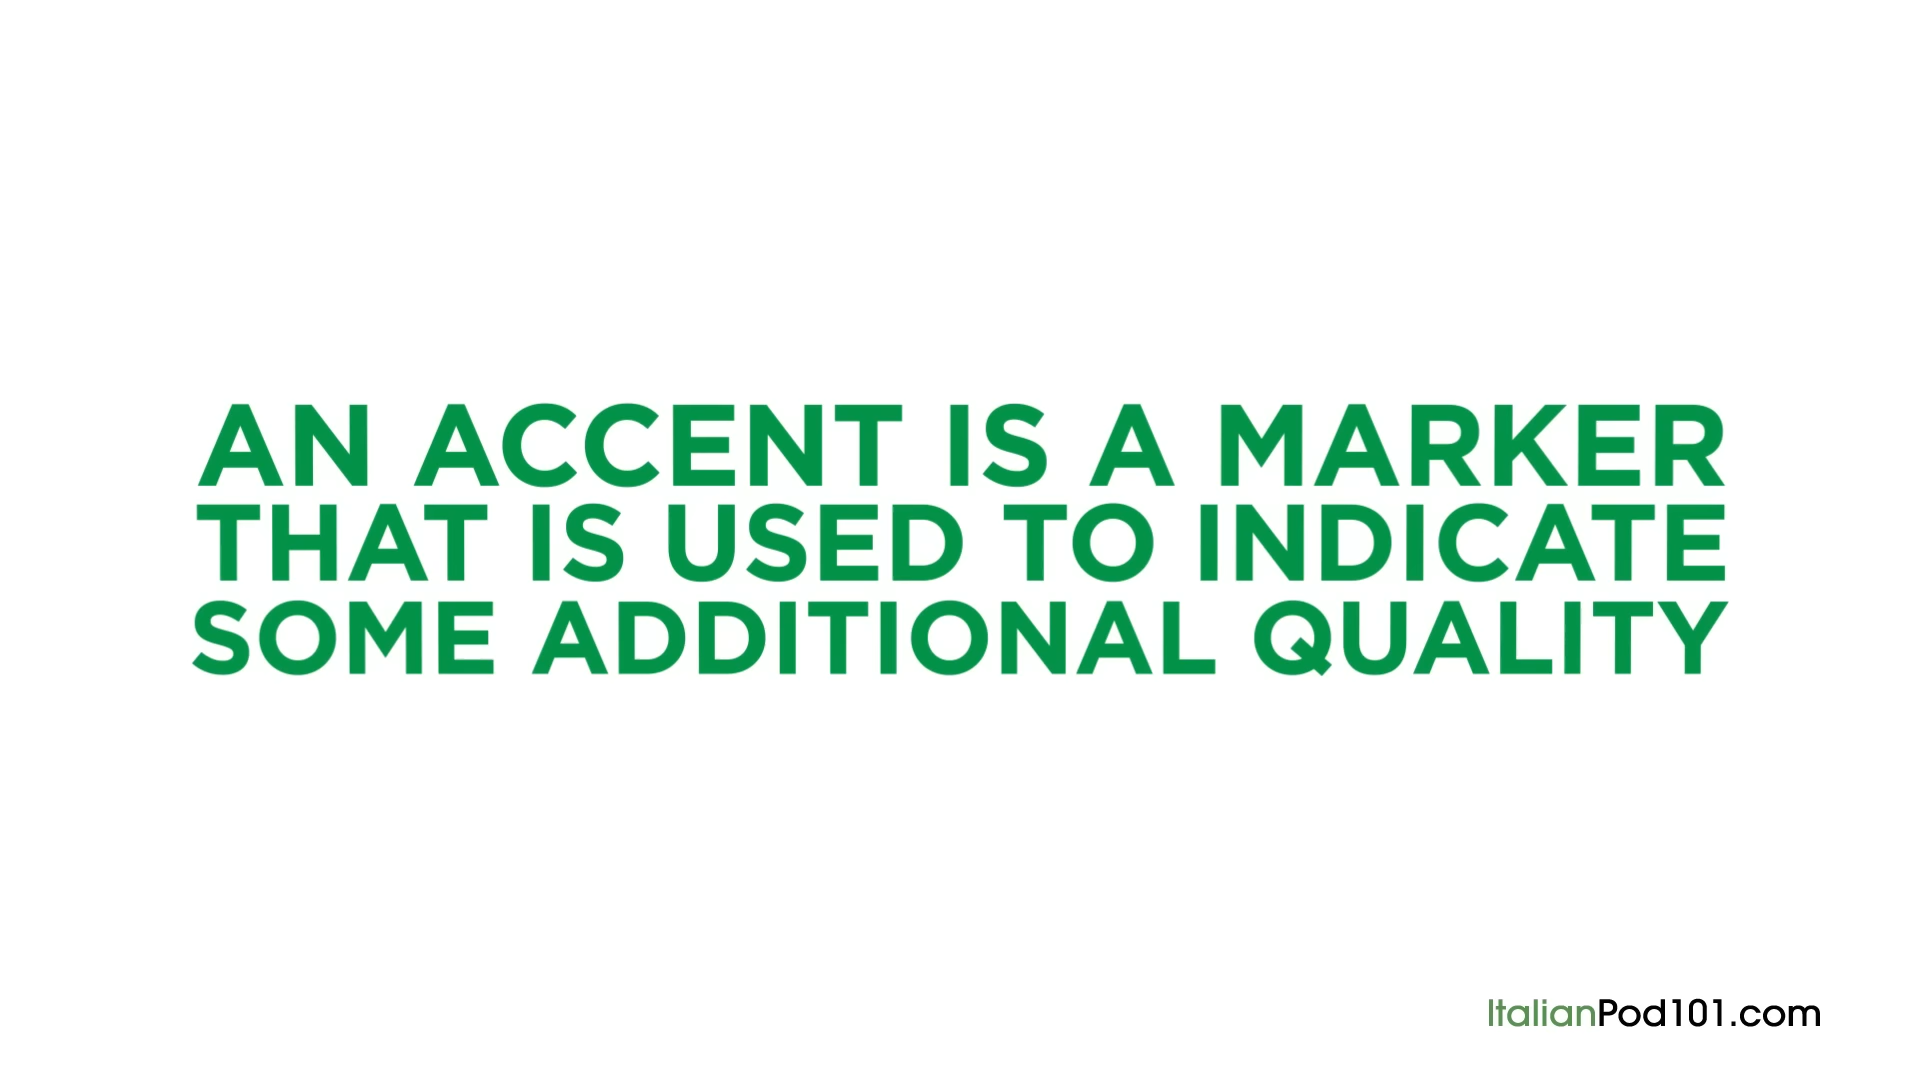 AN ACCENT IS A MARKER
THAT IS USED TO INDICATE
SOME ADDITIONAL QUALITY
ItalianPod101.com